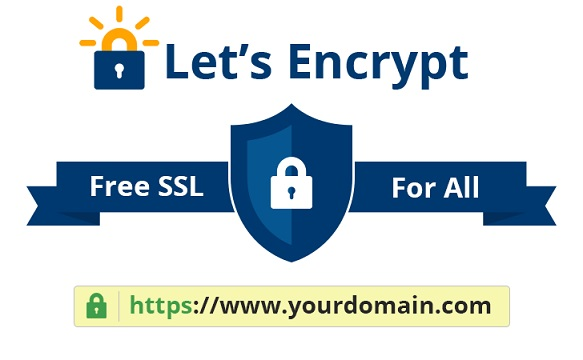 Let’s Encrypt
Free SSL
For All
https://www.yourdomain.com